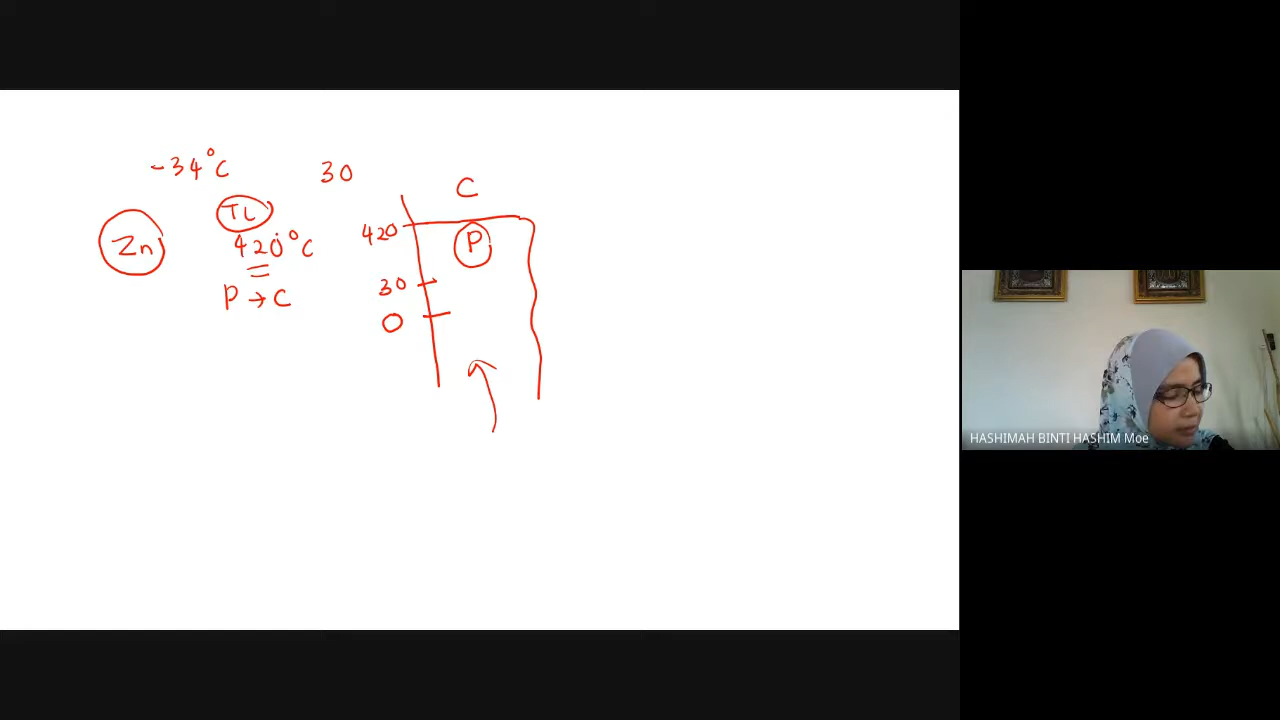 -34°C
30
C
Zn
TL
420°C
P → C
420
P
30
0
HASHIMAH BINTI HASHIM Moe